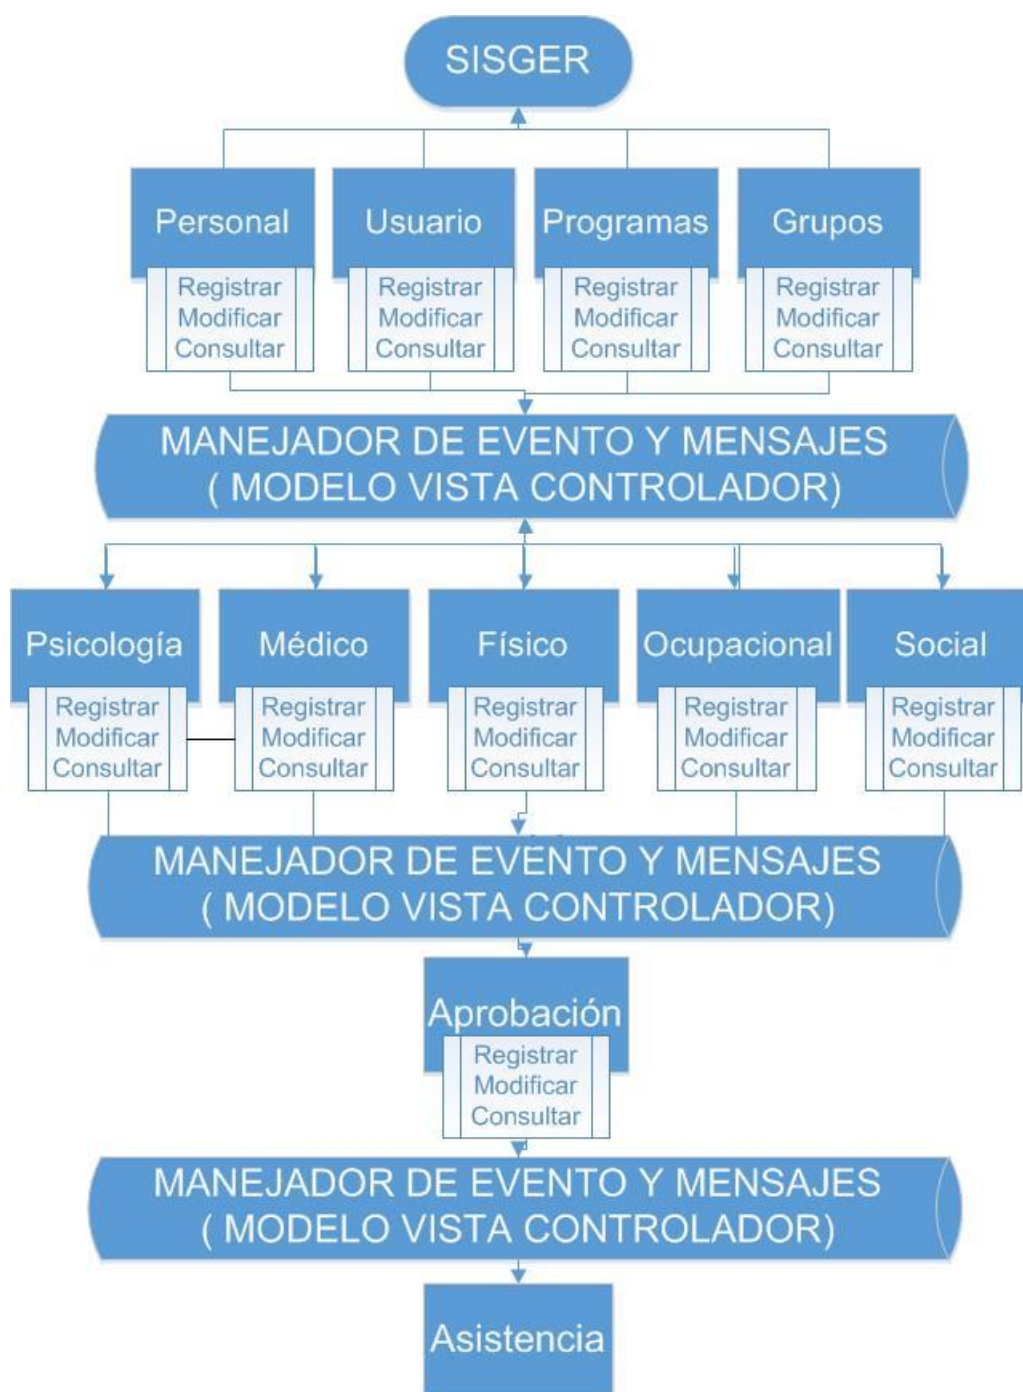 SISGER
Personal
Usuario
Programas
Grupos
Registrar
Modificar
Consultar
Registrar
Modificar
Consultar
Registrar
Modificar
Consultar
Registrar
Modificar
Consultar
MANEJADOR DE EVENTO Y MENSAJES
( MODELO VISTA CONTROLADOR)
Psicología
Médico
Físico
Ocupacional
Social
Registrar
Modificar
Consultar
Registrar
Modificar
Consultar
Registrar
Modificar
Consultar
Registrar
Modificar
Consultar
Registrar
Modificar
Consultar
MANEJADOR DE EVENTO Y MENSAJES
( MODELO VISTA CONTROLADOR)
Aprobación
Registrar
Modificar
Consultar
MANEJADOR DE EVENTO Y MENSAJES
( MODELO VISTA CONTROLADOR)
Asistencia